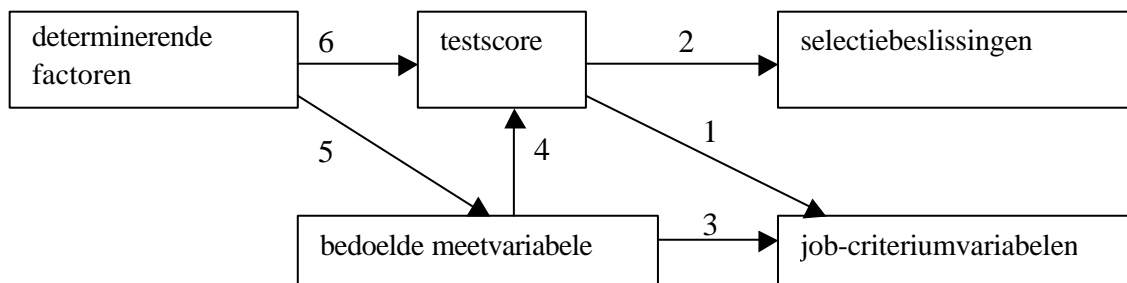 determinerende
factoren
6
testscore
2
selectiebeslissingen
5
4
1
bedoelde meetvariabele
3
job-criteriumvariabelen